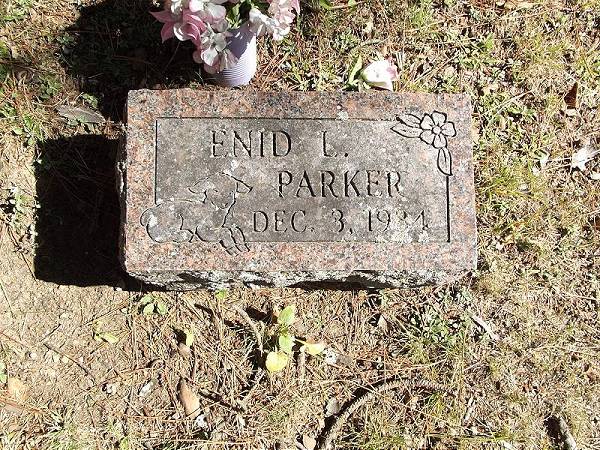 ENID L.
PARKER
DEC. 3, 1934